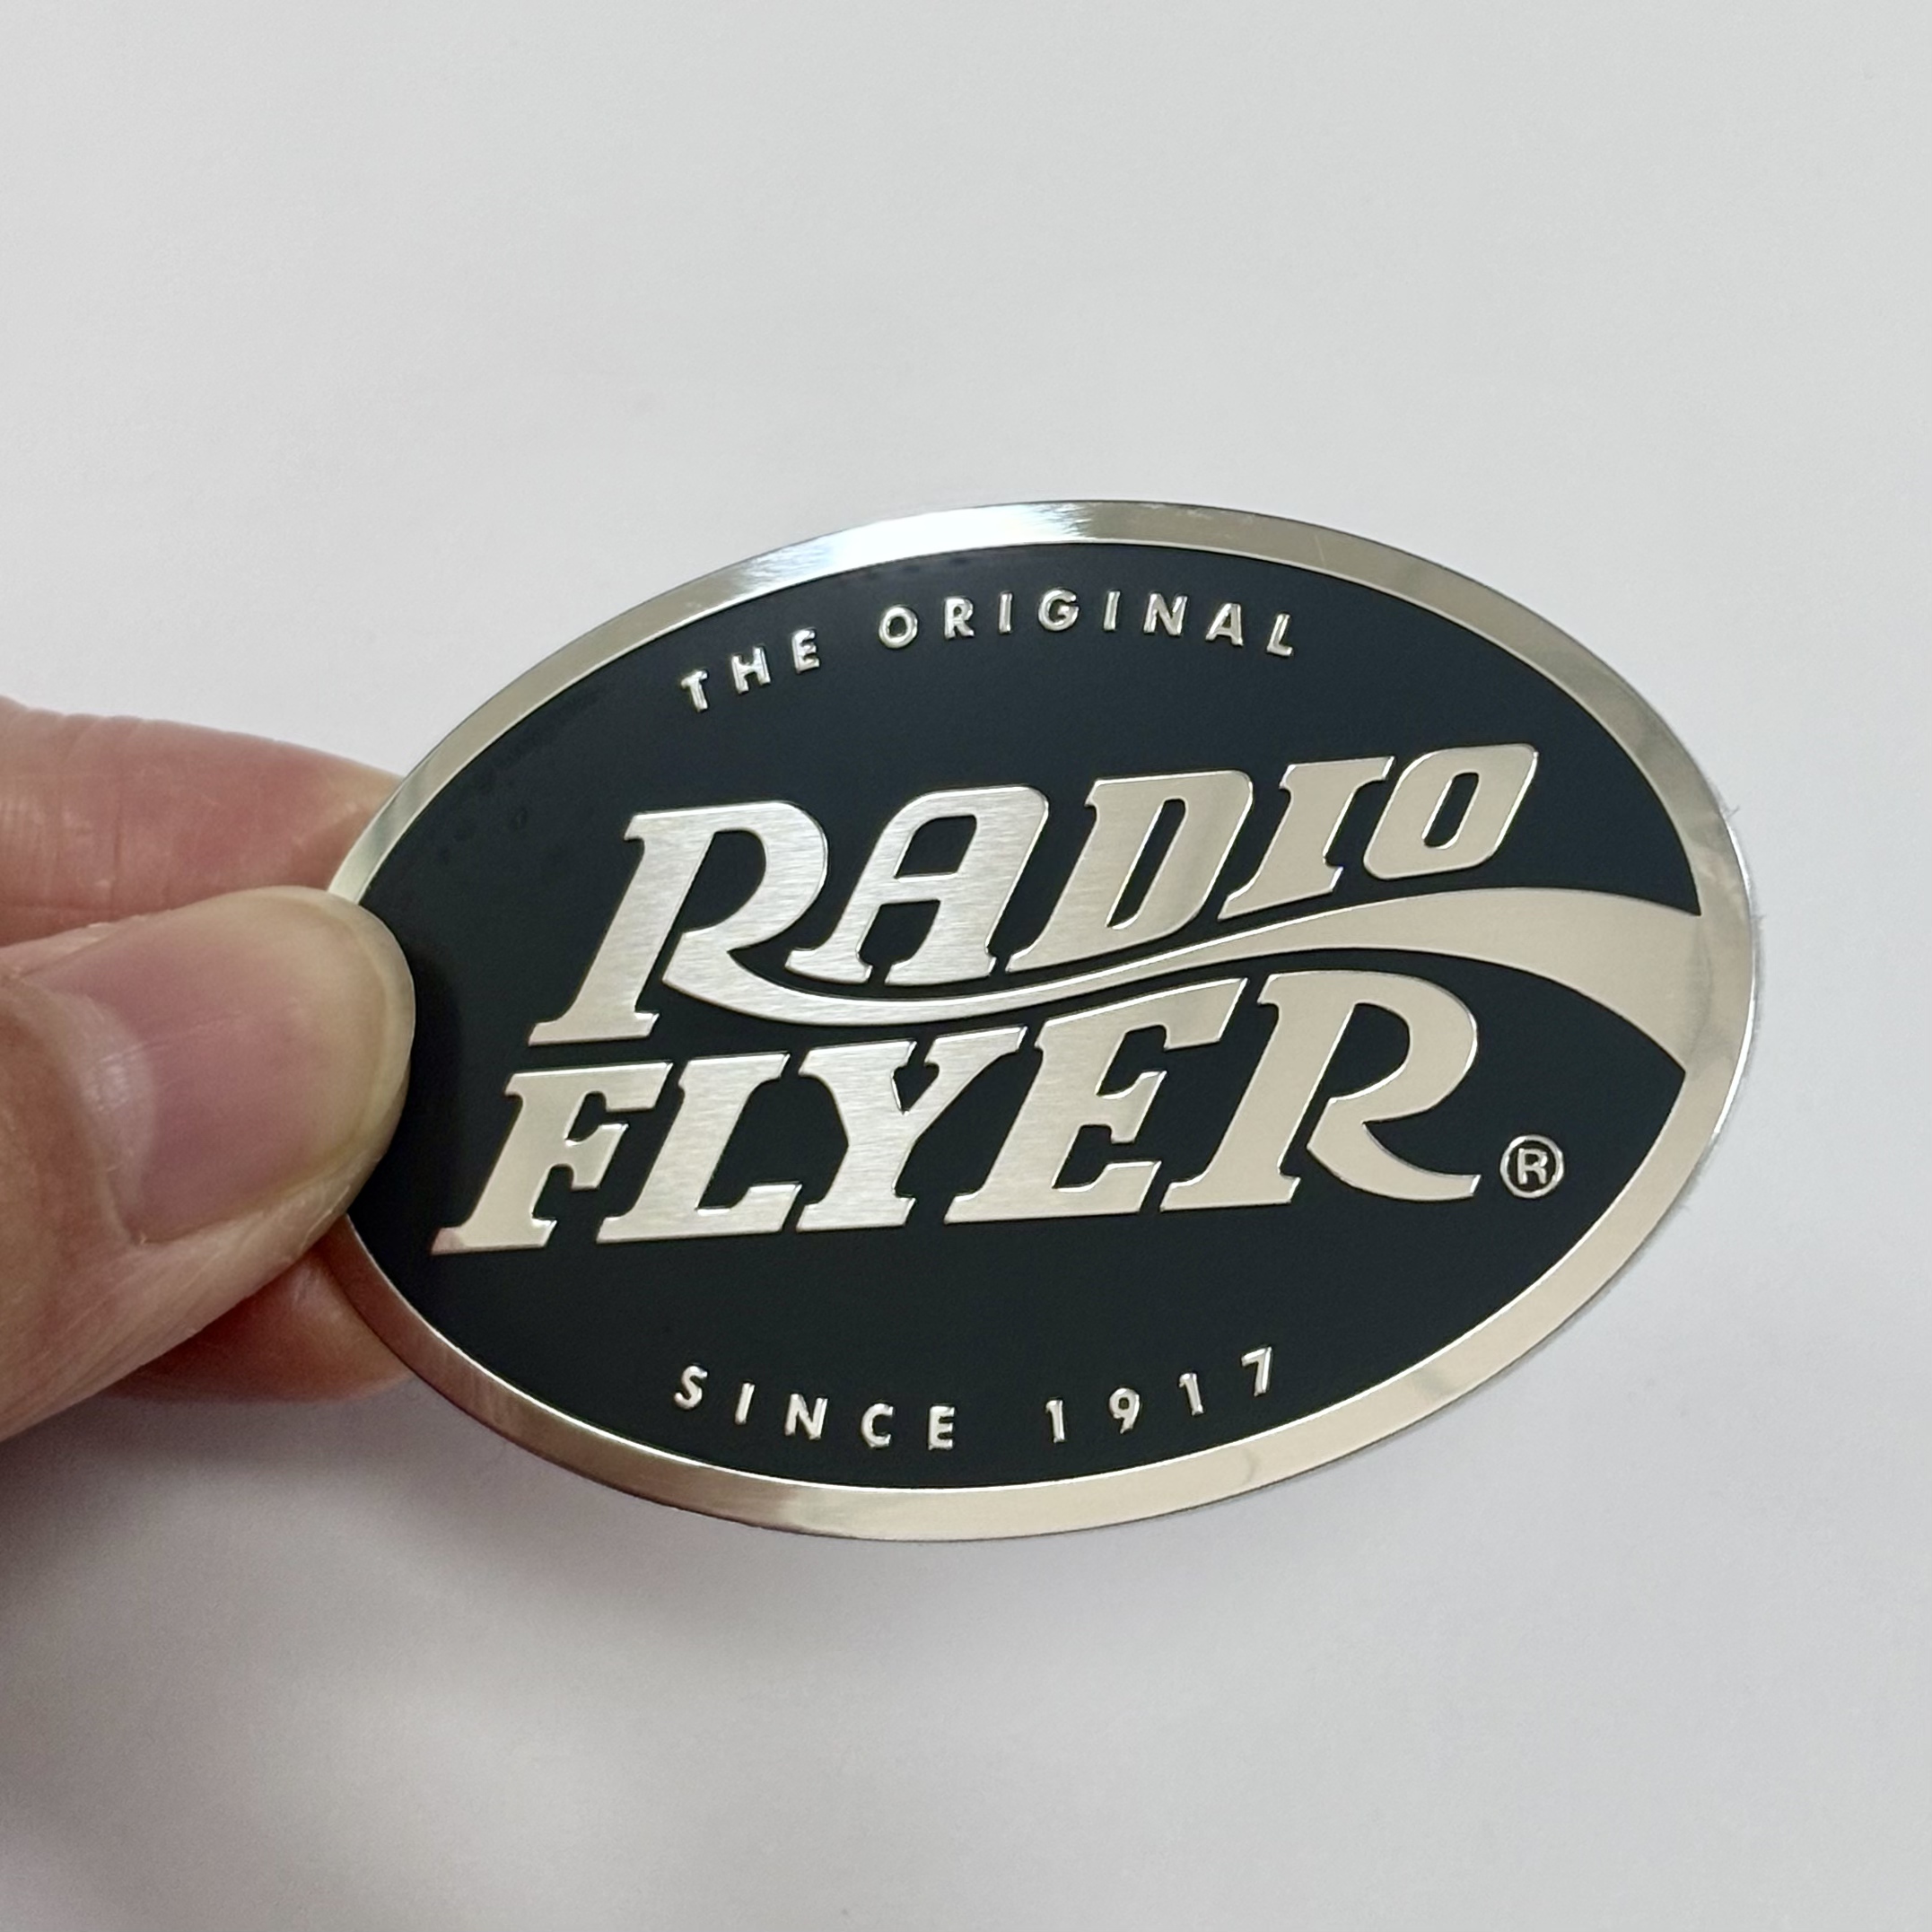 THE ORIGINAL
RADIO
FLYER®
SINCE 1917